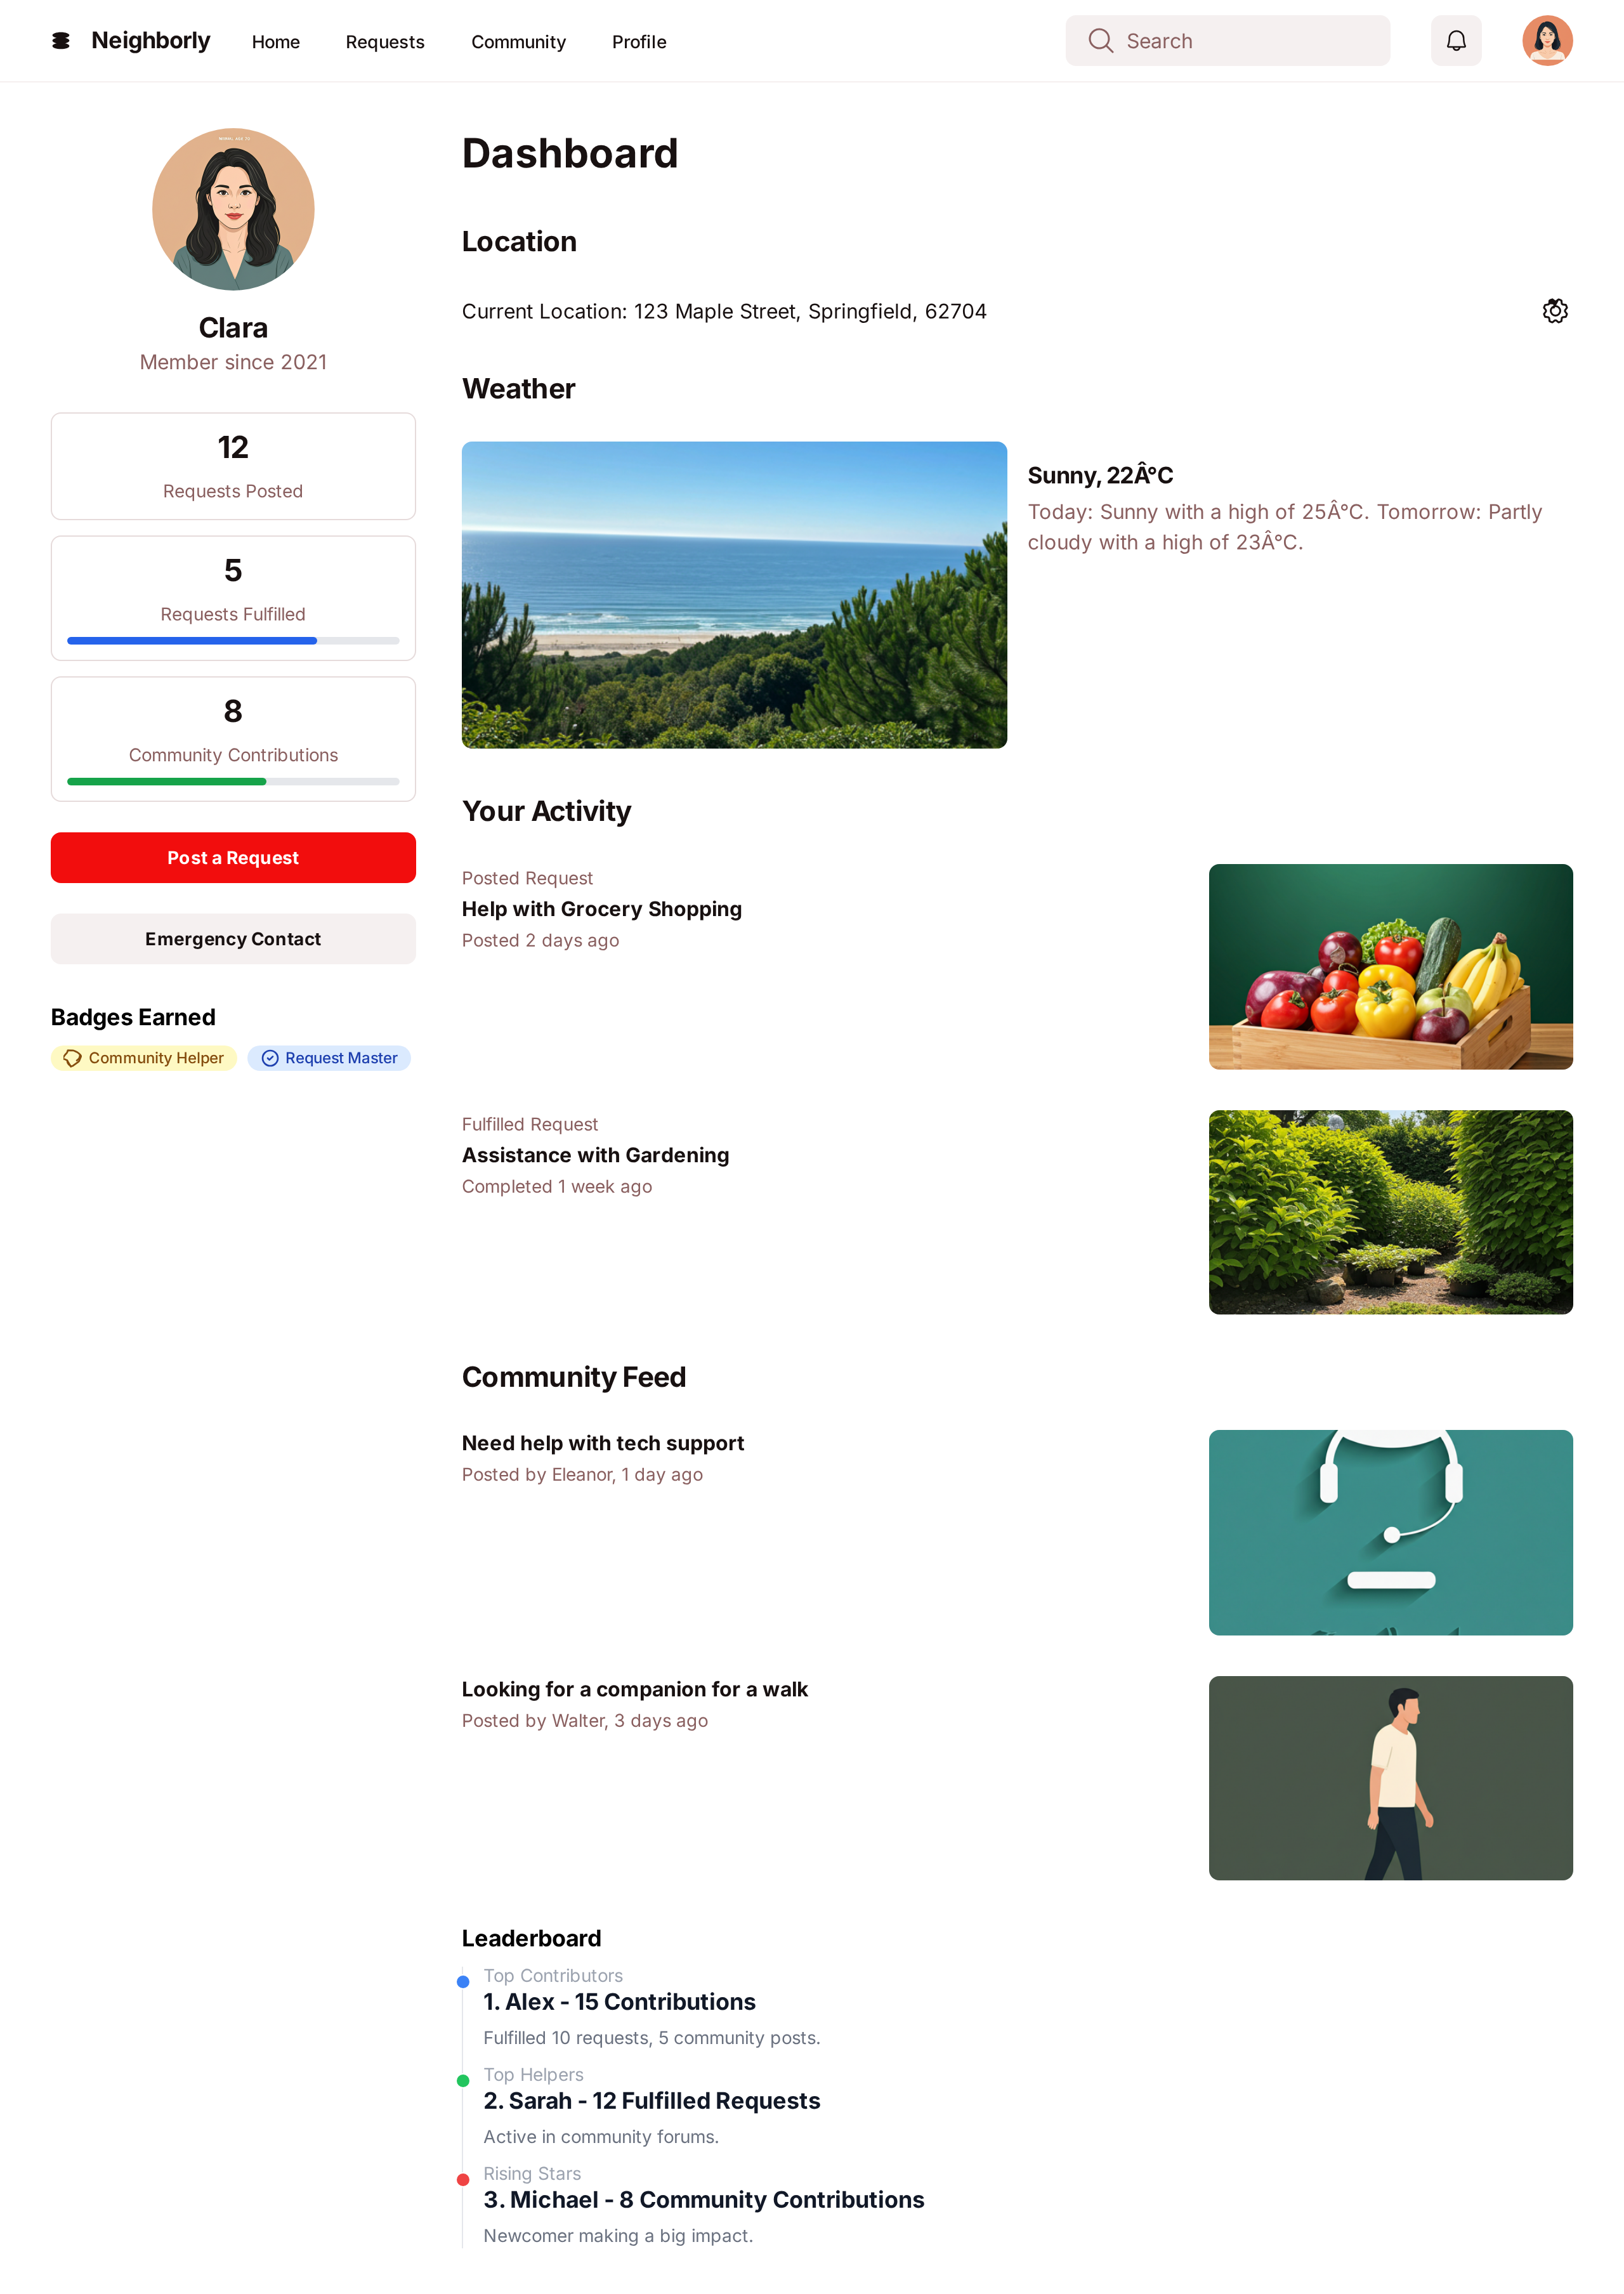 Neighborly
Home
Requests
Community
Profile
Search
Clara
Member since 2021
12
Requests Posted
5
Requests Fulfilled
8
Community Contributions
Post a Request
Emergency Contact
Badges Earned
Community Helper
Request Master
Dashboard
Location
Current Location: 123 Maple Street, Springfield, 62704
Weather
Sunny, 22Â°C
Today: Sunny with a high of 25Â°C. Tomorrow: Partly
cloudy with a high of 23Â°C.
Your Activity
Posted Request
Help with Grocery Shopping
Posted 2 days ago
Fulfilled Request
Assistance with Gardening
Completed 1 week ago
Community Feed
Need help with tech support
Posted by Eleanor, 1 day ago
Looking for a companion for a walk
Posted by Walter, 3 days ago
Leaderboard
Top Contributors
1. Alex - 15 Contributions
Fulfilled 10 requests, 5 community posts.
Top Helpers
2. Sarah - 12 Fulfilled Requests
Active in community forums.
Rising Stars
3. Michael - 8 Community Contributions
Newcomer making a big impact.